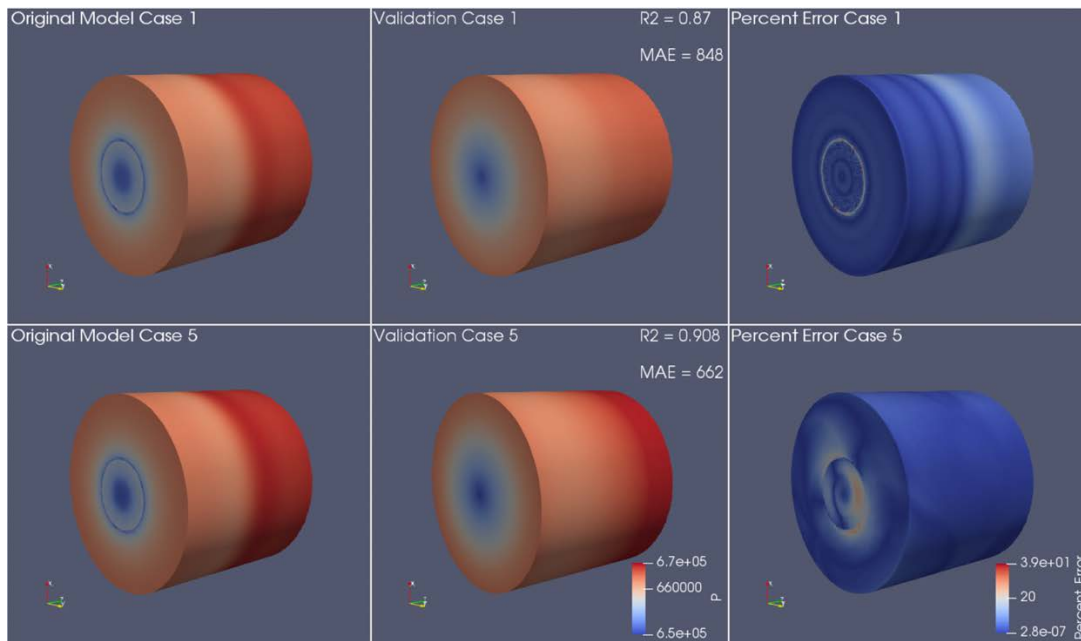 Original Model Case 1
Validation Case 1
R2 = 0.87
MAE = 848
Percent Error Case 1
Original Model Case 5
Validation Case 5
R2 = 0.908
MAE = 662
6.7e+05
660000
6.5e+05
P
Percent Error Case 5
3.9e+01
20
2.8e-07
Percent Error